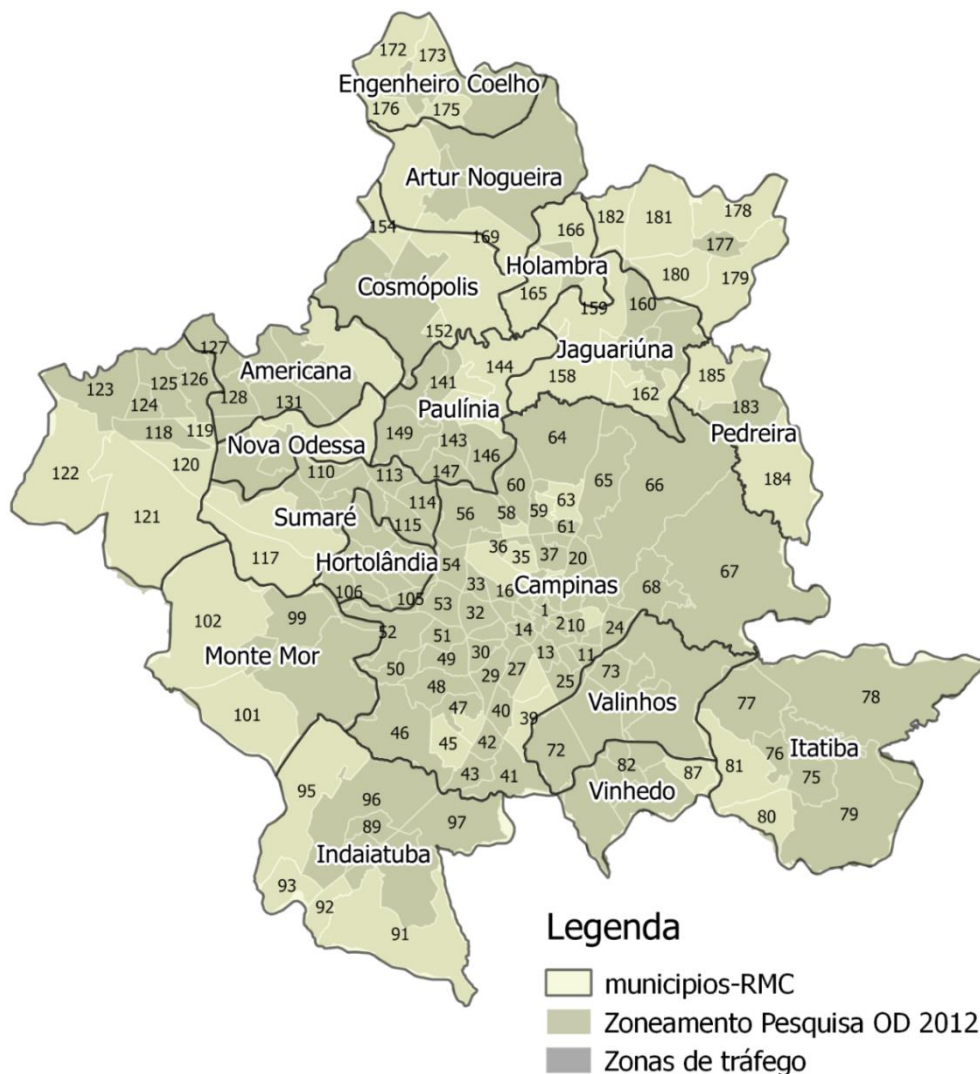 172 173
Engenheiro Coelho
176 175
Artur Nogueira
154
169
166 182 181 178
177
Holambra
180 179
165
Cosmópolis
159 160
152
127
144
Jaguariúna
123 125 126
Americana
141
158 162
185 183
124 128 131
Paulínia
118 119
Nova Odessa
149 143 64
Pedreira
122 120
110 113 147 146
60 63 65 66
184
114
121
Sumaré
115 56 58 59 61
117
Hortolândia
54 36 35 37 20
67
106 105
33 16
Campinas
68
102 99
53 32 1 2 10 24
52 51 14
Monte Mor
50 49 30 27 13 11 73
29 25
101
48 47 40 39
Valinhos
77 78
46 45 42
72 82 87
81 76
Itatiba
75
43 41
Vinhedo
80 79
95 96 97
89
Indaiatuba
93 92 91
Legenda
municipios-RMC
Zoneamento Pesquisa OD 2012
Zonas de tráfego